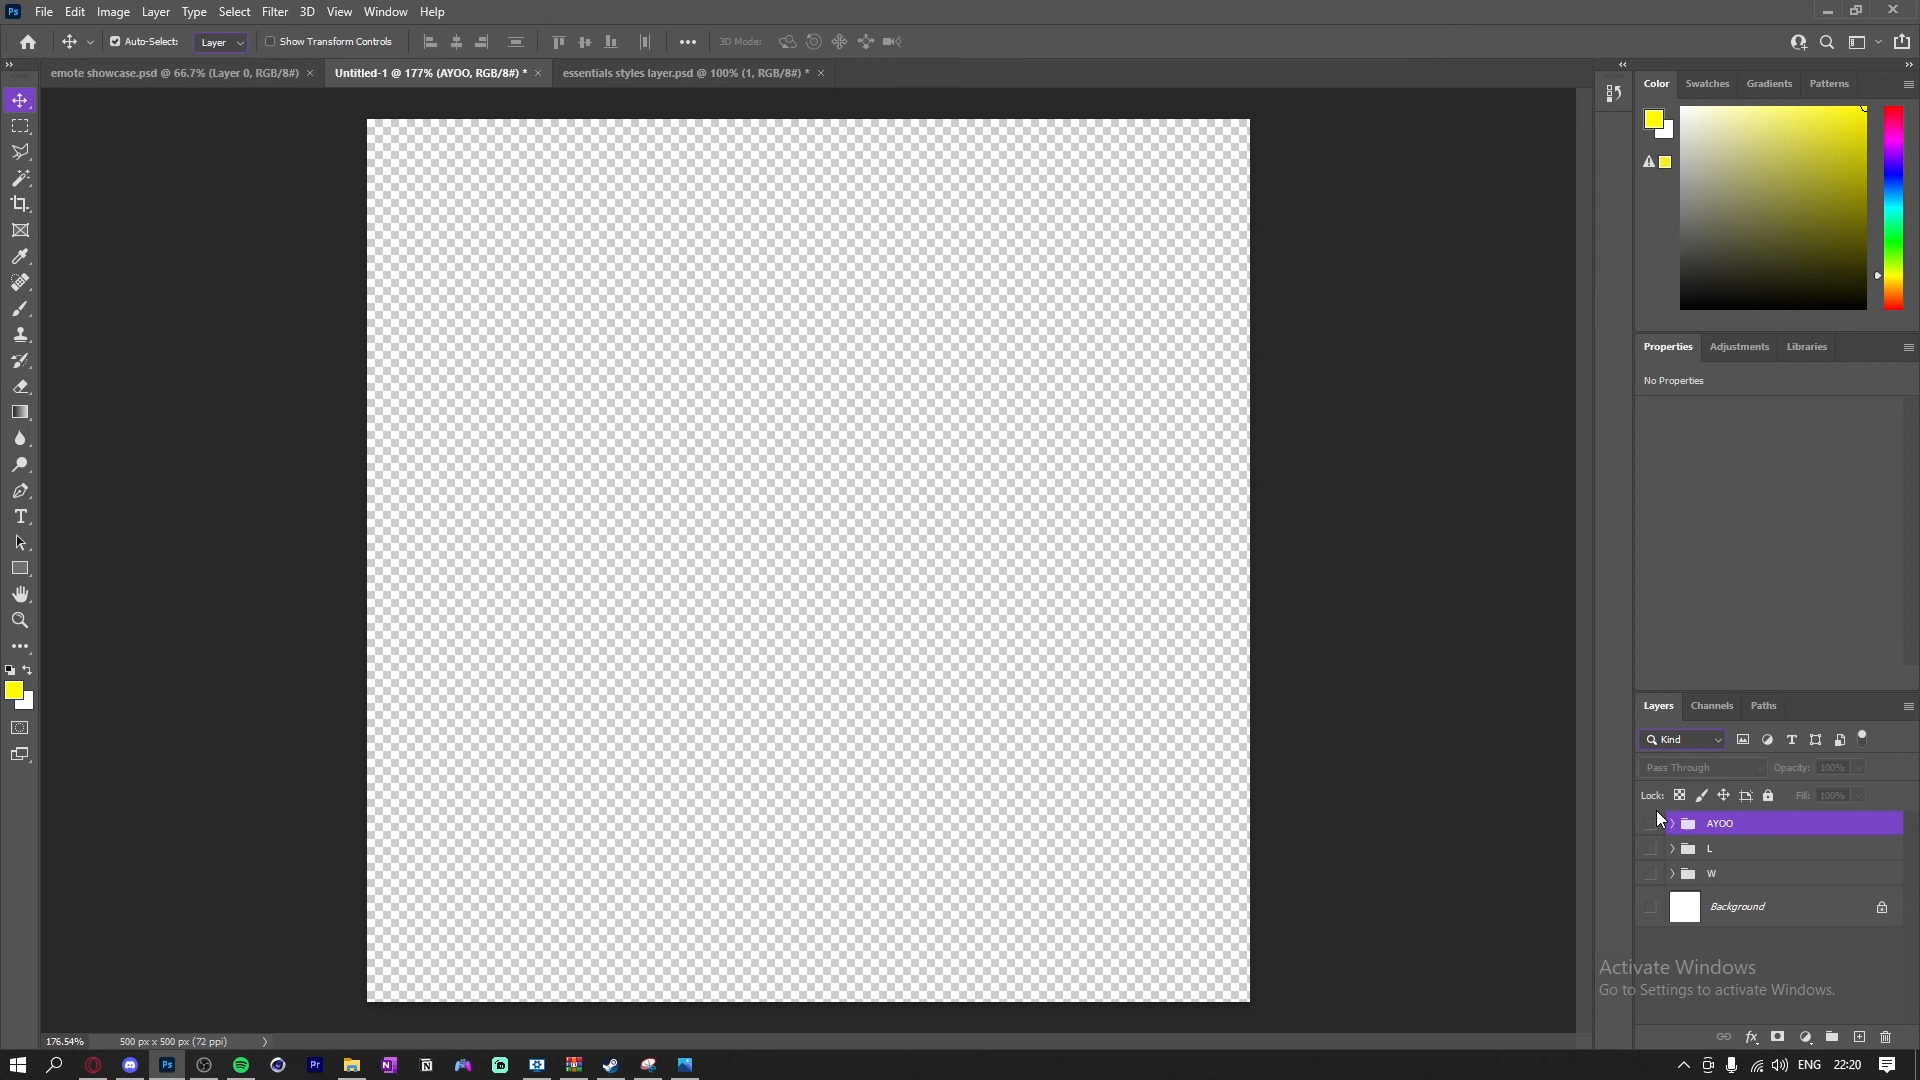 Ps File Edit Image Layer Type Select Filter 3D View Window Help
Auto-Select: Layer Show Transform Controls 3D Mode:
emote showcase.psd @ 66.7% (Layer 0, RGB/8#) Untitled-1 @ 177% (AYOO, RGB/8#) * essentials styles layer.psd @ 100% (1, RGB/8#) *
Color Swatches Gradients Patterns
Properties Adjustments Libraries
No Properties
Layers Channels Paths
Kind
Pass Through Opacity: 100%
Lock: Fill: 100%
AYOO
L
W
Background
Activate Windows
Go to Settings to activate Windows.
176.54% 500 px x 500 px (72 ppi)
Ps Pr N N ENG 22:20